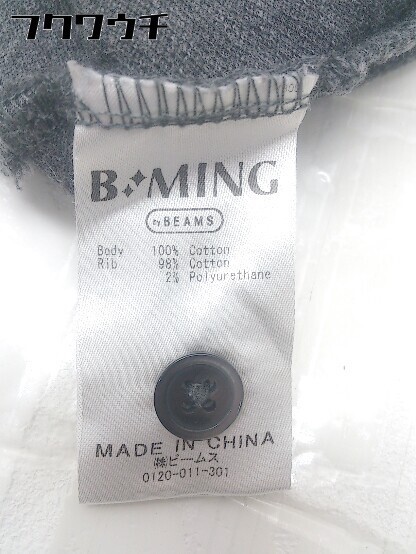 フクワウチ
B✧MING
by BEAMS
Body 100% Cotton
Rib 98% Cotton
2% Polyurethane
MADE IN CHINA
㈱ビームス
0120-011-301